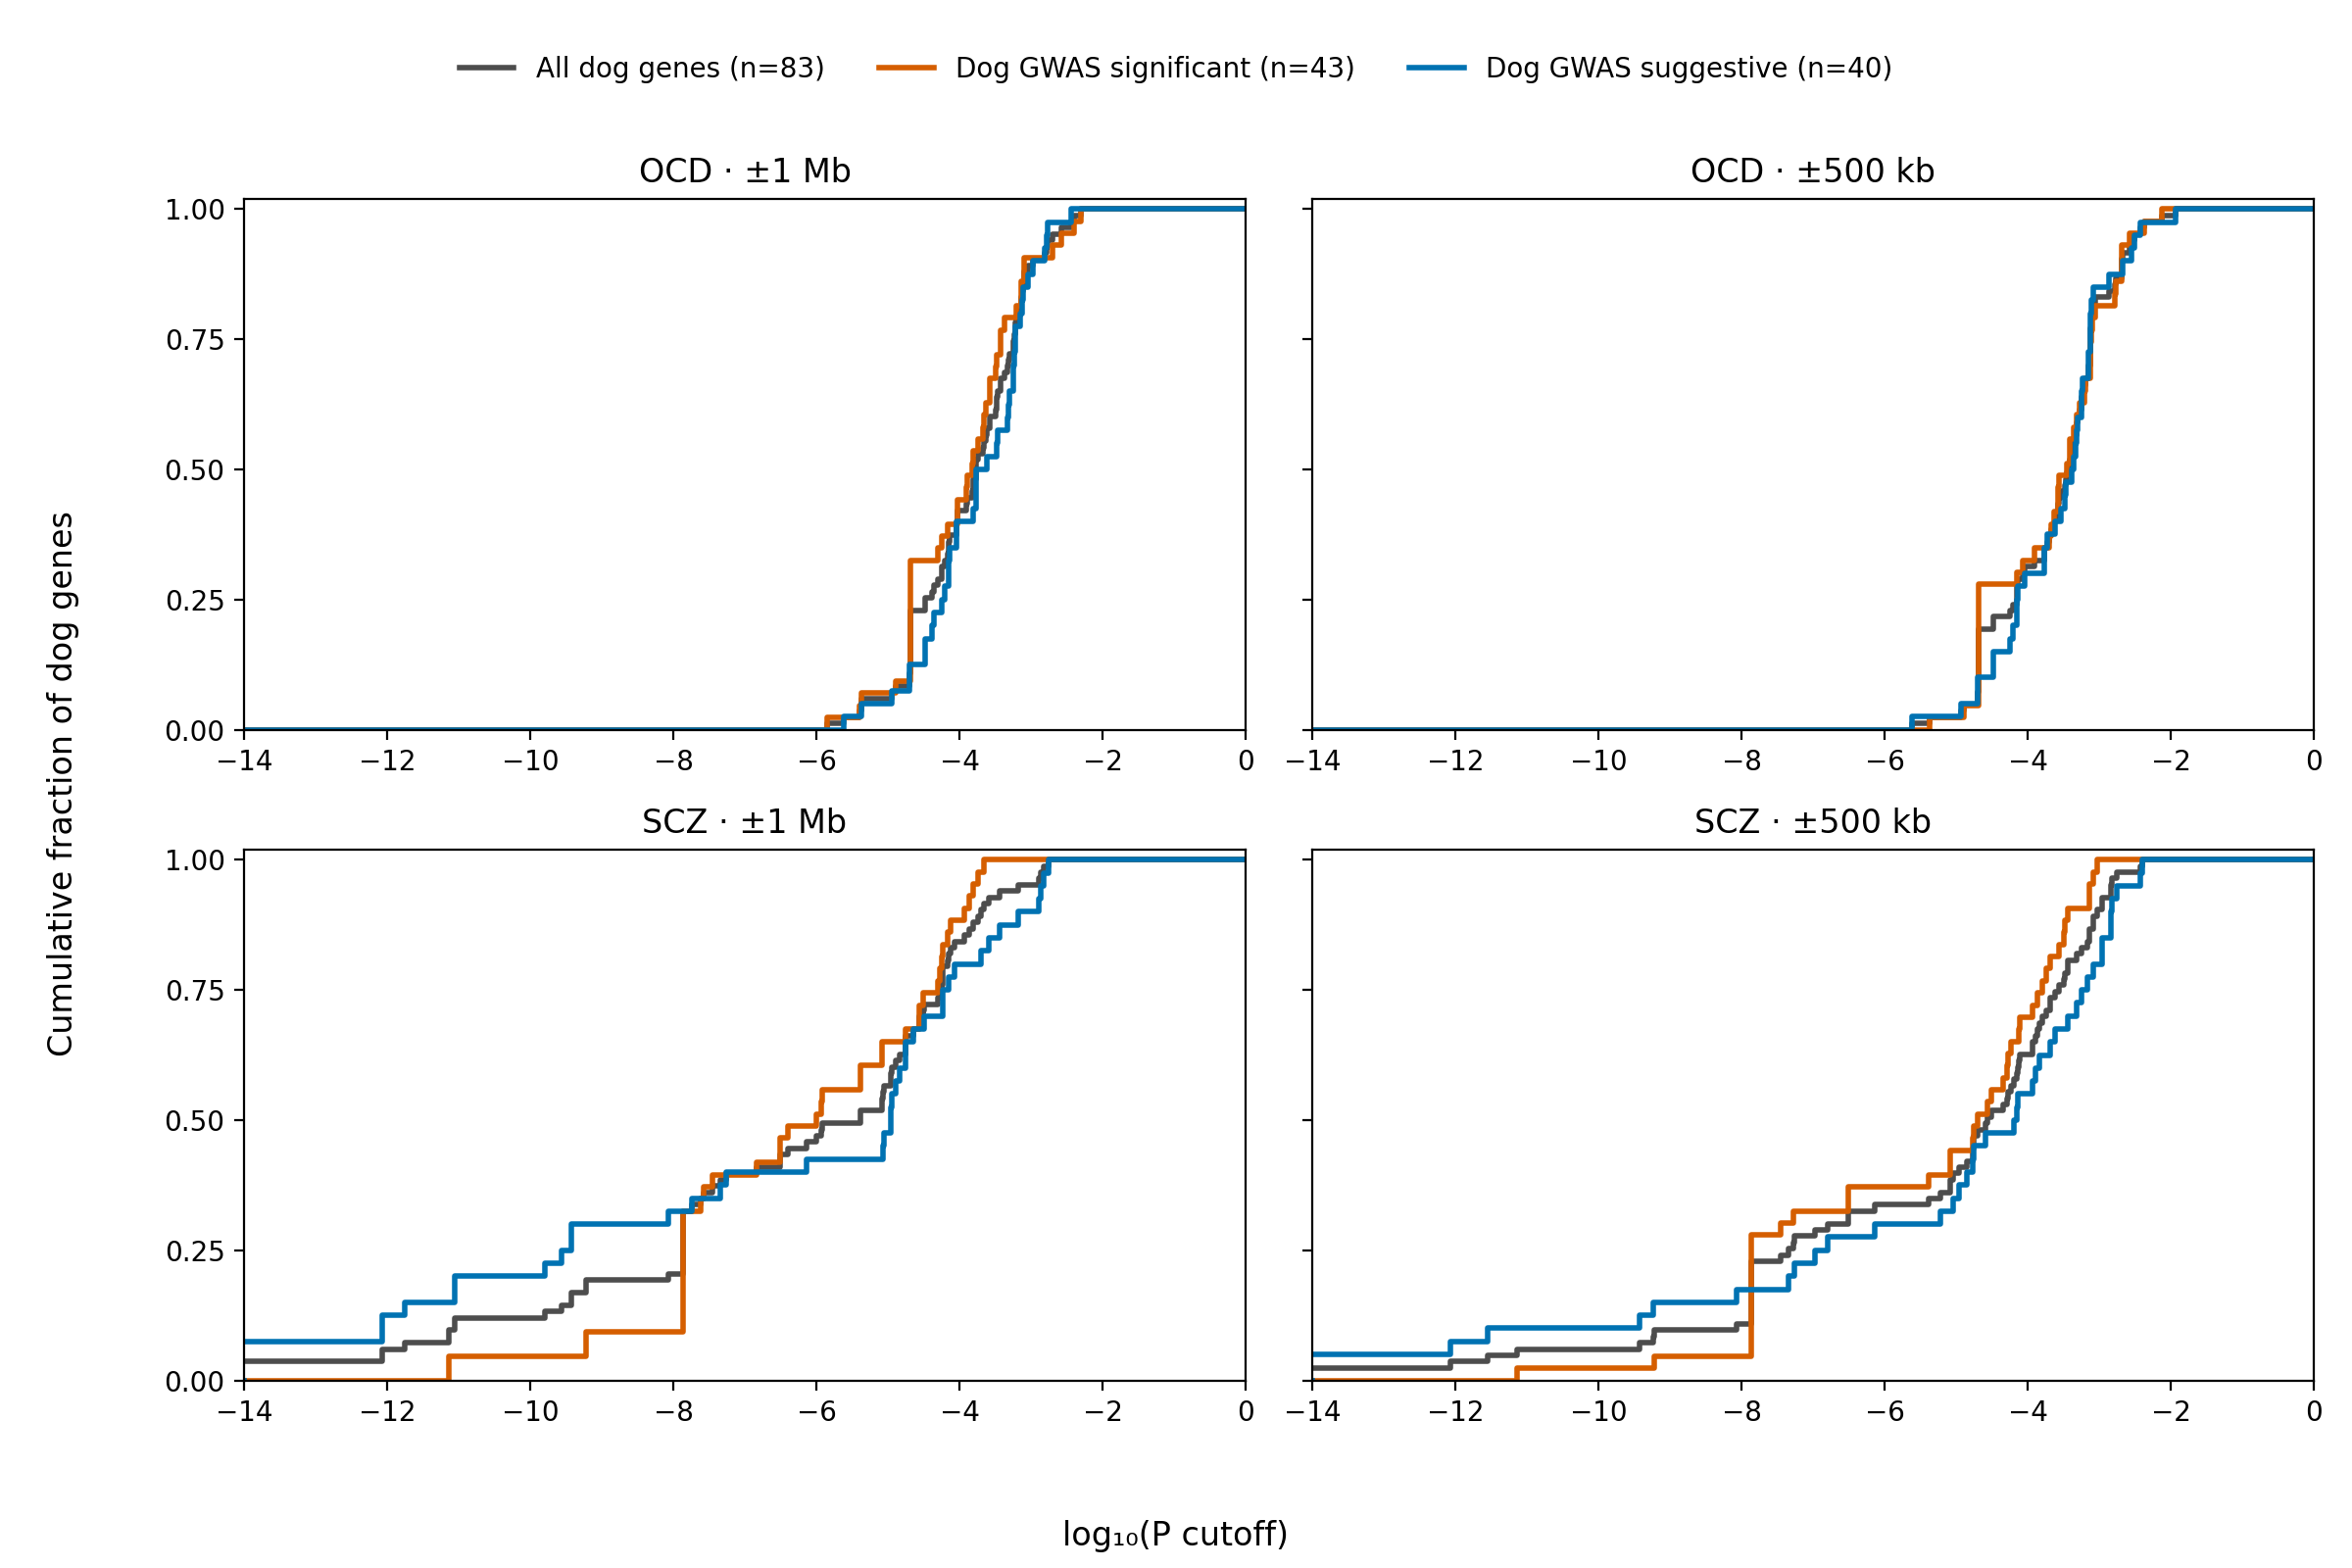 All dog genes (n=83) Dog GWAS significant (n=43) Dog GWAS suggestive (n=40)
OCD · ±1 Mb
OCD · ±500 kb
1.00
0.75
0.50
0.25
0.00
−14 −12 −10 −8 −6 −4 −2 0
−14 −12 −10 −8 −6 −4 −2 0
Cumulative fraction of dog genes
SCZ · ±1 Mb
SCZ · ±500 kb
1.00
0.75
0.50
0.25
0.00
−14 −12 −10 −8 −6 −4 −2 0
−14 −12 −10 −8 −6 −4 −2 0
log₁₀(P cutoff)